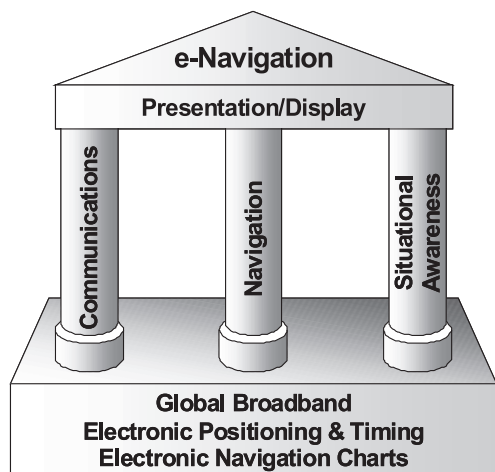 e-Navigation
Presentation/Display
Communications
Navigation
Situational
Awareness
Global Broadband
Electronic Positioning & Timing
Electronic Navigation Charts